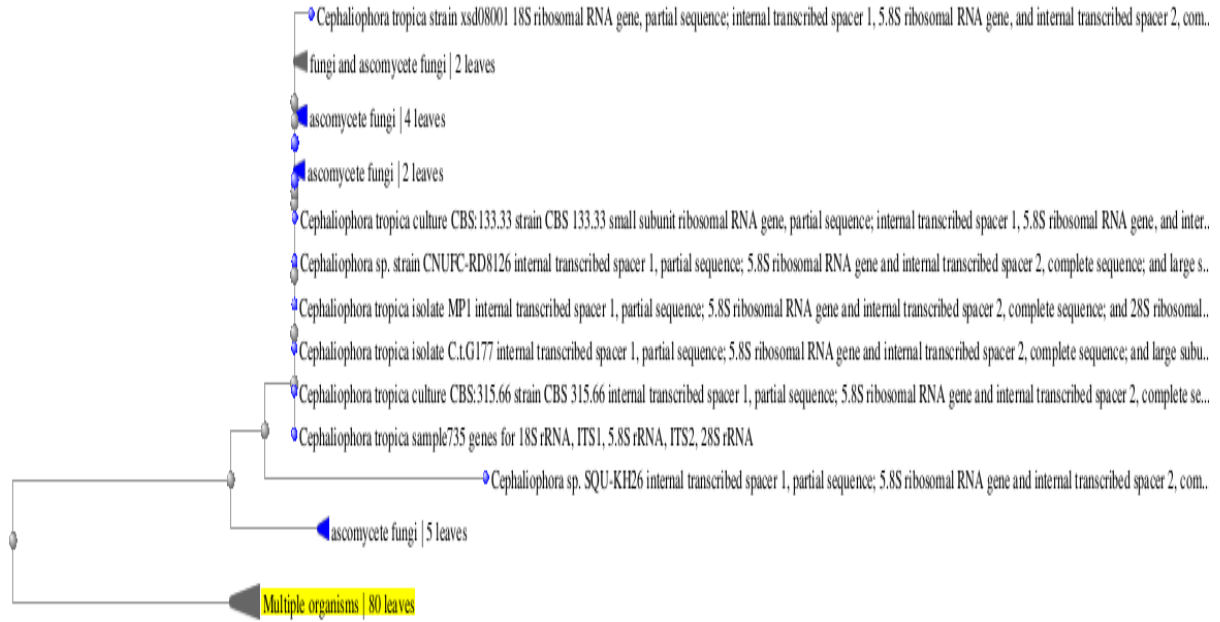 Cephaliophora tropica strain xsd08001 18S ribosomal RNA gene, partial sequence; internal transcribed spacer 1, 5.8S ribosomal RNA gene, and internal transcribed spacer 2, com...
fungi and ascomycete fungi | 2 leaves
ascomycete fungi | 4 leaves
ascomycete fungi | 2 leaves
Cephaliophora tropica culture CBS:133.33 strain CBS 133.33 small subunit ribosomal RNA gene, partial sequence; internal transcribed spacer 1, 5.8S ribosomal RNA gene, and inter...
Cephaliophora sp. strain CNUFC-RD8126 internal transcribed spacer 1, partial sequence; 5.8S ribosomal RNA gene and internal transcribed spacer 2, complete sequence; and large s...
Cephaliophora tropica isolate MP1 internal transcribed spacer 1, partial sequence; 5.8S ribosomal RNA gene and internal transcribed spacer 2, complete sequence; and 28S ribosomal...
Cephaliophora tropica isolate C.t.G177 internal transcribed spacer 1, partial sequence; 5.8S ribosomal RNA gene and internal transcribed spacer 2, complete sequence; and large subu...
Cephaliophora tropica culture CBS:315.66 strain CBS 315.66 internal transcribed spacer 1, partial sequence; 5.8S ribosomal RNA gene and internal transcribed spacer 2, complete se...
Cephaliophora tropica sample735 genes for 18S rRNA, ITS1, 5.8S rRNA, ITS2, 28S rRNA
Cephaliophora sp. SQU-KH26 internal transcribed spacer 1, partial sequence; 5.8S ribosomal RNA gene and internal transcribed spacer 2, com...
ascomycete fungi | 5 leaves
Multiple organisms | 80 leaves